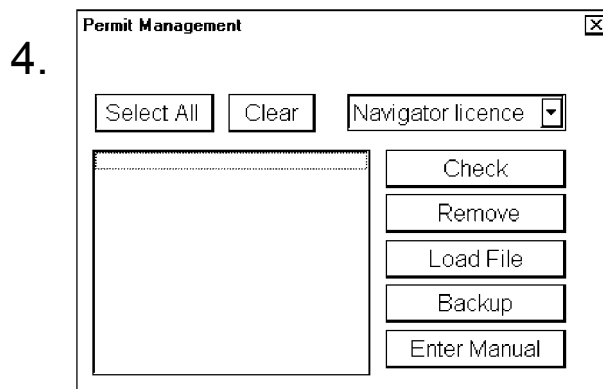 Permit Management
4.
Select All Clear Navigator licence
Check
Remove
Load File
Backup
Enter Manual